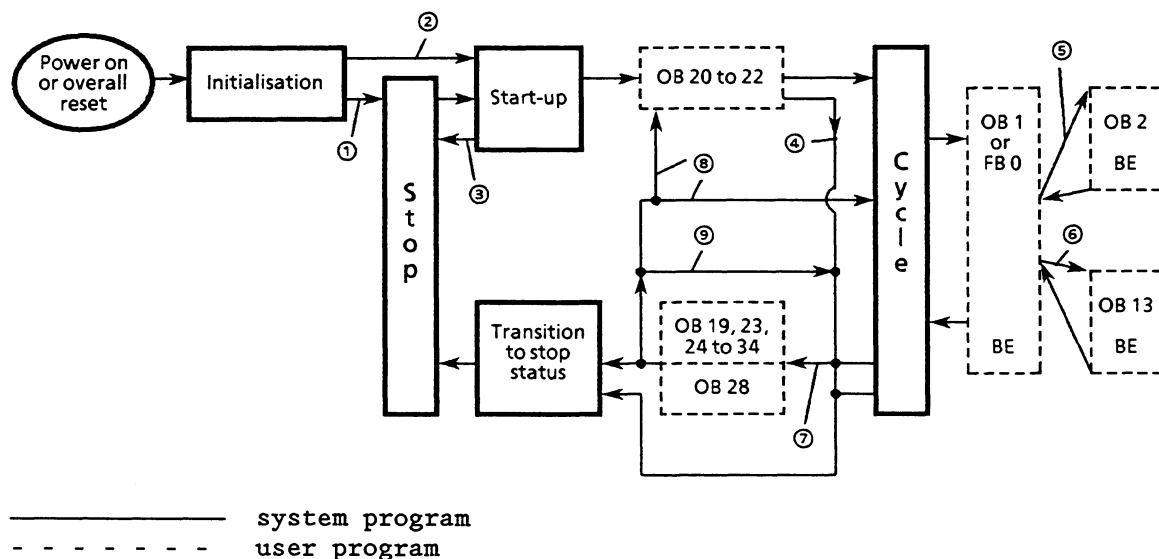 Power on
or overall
reset
Initialisation
②
①
Start-up
③
Stop
OB 20 to 22
④
⑧
⑨
Cycle
OB 1
or
FB 0
BE
⑤
OB 2
BE
⑥
OB 13
BE
Transition
to stop
status
OB 19, 23,
24 to 34
OB 28
⑦
system program
user program